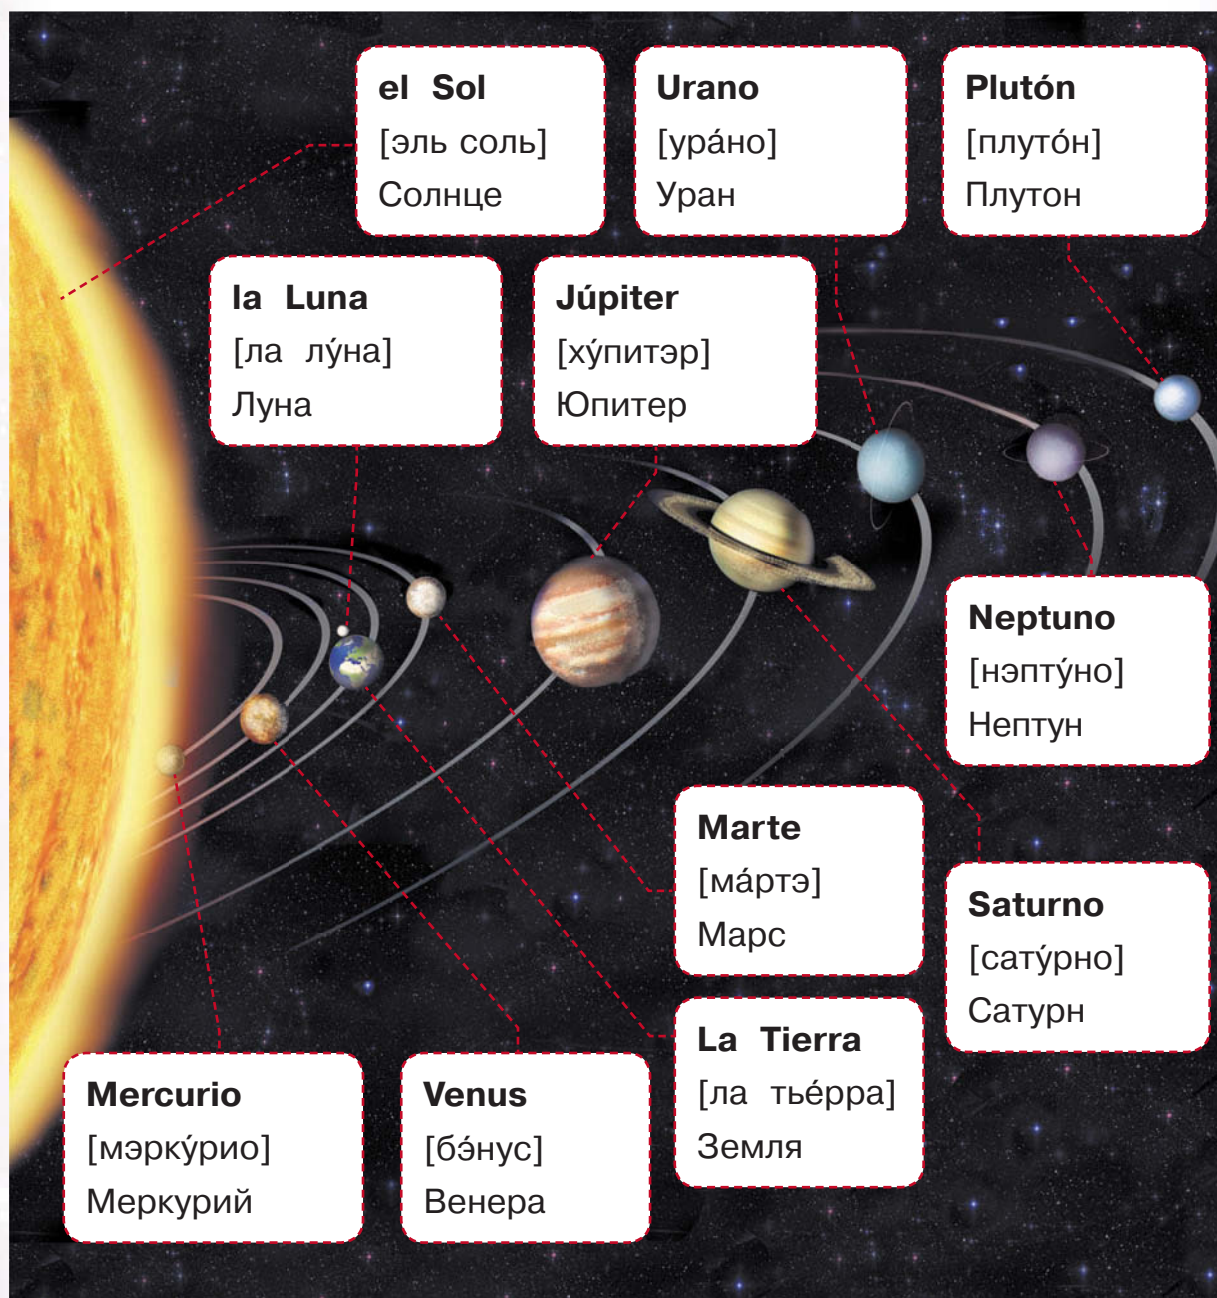 el Sol
[эль соль]
Солнце
Urano
[ура́но]
Уран
Plutón
[плуто́н]
Плутон
la Luna
[ла лу́на]
Луна
Júpiter
[ху́питэр]
Юпитер
Neptuno
[нэпту́но]
Нептун
Marte
[ма́ртэ]
Марс
Saturno
[сату́рно]
Сатурн
La Tierra
[ла тье́рра]
Земля
Mercurio
[мэрку́рио]
Меркурий
Venus
[бэ́нус]
Венера